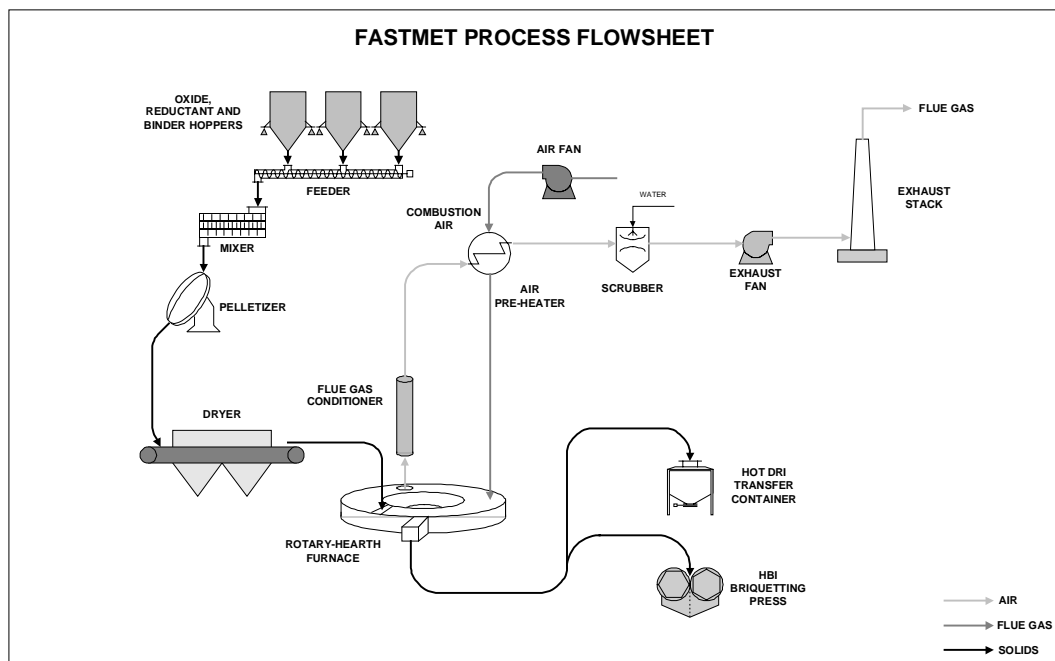 FASTMET PROCESS FLOWSHEET
OXIDE,
REDUCTANT AND
BINDER HOPPERS
FEEDER
MIXER
PELLETIZER
DRYER
FLUE GAS
CONDITIONER
ROTARY-HEARTH
FURNACE
COMBUSTION
AIR
AIR FAN
AIR
PRE-HEATER
WATER
SCRUBBER
EXHAUST
FAN
FLUE GAS
EXHAUST
STACK
HOT DRI
TRANSFER
CONTAINER
HBI
BRIQUETTING
PRESS
AIR
FLUE GAS
SOLIDS